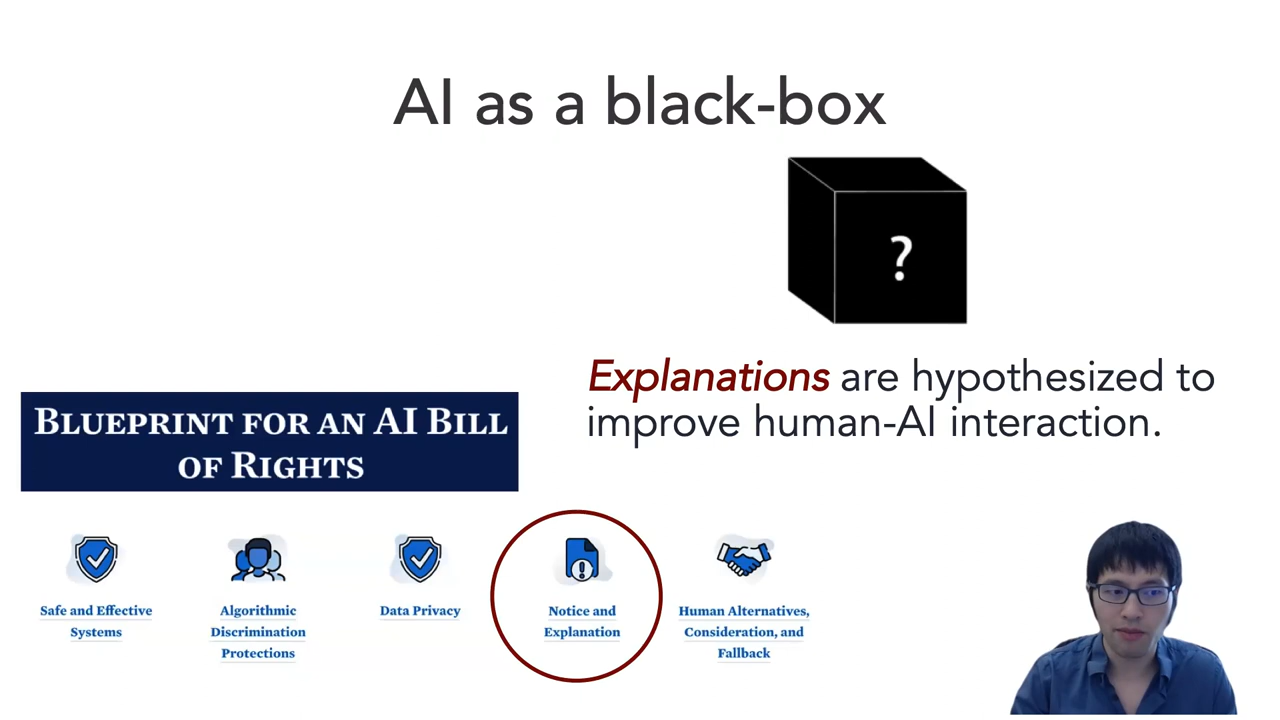 AI as a black-box
?
Explanations are hypothesized to
improve human-AI interaction.
BLUEPRINT FOR AN AI BILL
OF RIGHTS
Safe and Effective
Systems
Algorithmic
Discrimination
Protections
Data Privacy
Notice and
Explanation
Human Alternatives,
Consideration, and
Fallback